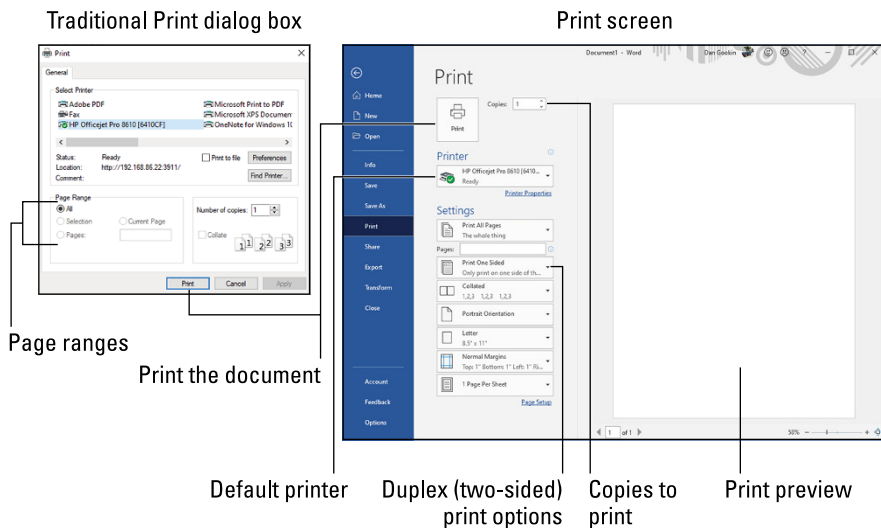 Traditional Print dialog box
Print screen
Print
General
Select Printer
Adobe PDF
Fax
HP Officejet Pro 8610 [6410CF]
Microsoft Print to PDF
Microsoft XPS Documen
OneNote for Windows 10
Status: Ready
Location: http://192.168.86.22:3911/
Comment:
Print to file
Preferences
Find Printer...
Page Range
All
Selection
Current Page
Pages:
Number of copies: 1
Collate
1 1 2 2 3 3
Print
Cancel
Apply
Document1 - Word
Dan Gookin
?
Home
New
Open
Info
Save
Save As
Print
Share
Export
Transform
Close
Account
Feedback
Options
Print
Print
Copies: 1
Printer
HP Officejet Pro 8610 [6410...
Ready
Printer Properties
Settings
Print All Pages
The whole thing
Pages:
Print One Sided
Only print on one side of th...
Collated
1,2,3 1,2,3 1,2,3
Portrait Orientation
Letter
8.5" x 11"
Normal Margins
Top: 1" Bottom: 1" Left: 1" Ri...
1 Page Per Sheet
Page Setup
1 of 1
58%
Page ranges
Print the document
Default printer
Duplex (two-sided)
print options
Copies to
print
Print preview